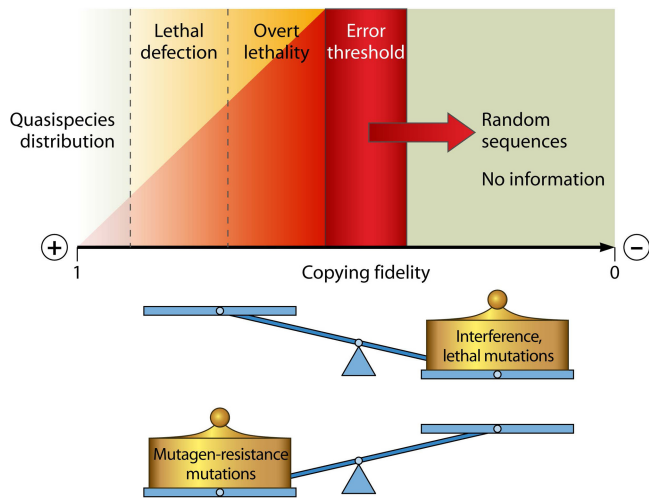 Lethal
defection
Overt
lethality
Error
threshold
Quasispecies
distribution
Random
sequences
No information
+
−
1
Copying fidelity
0
Interference,
lethal mutations
Mutagen-resistance
mutations